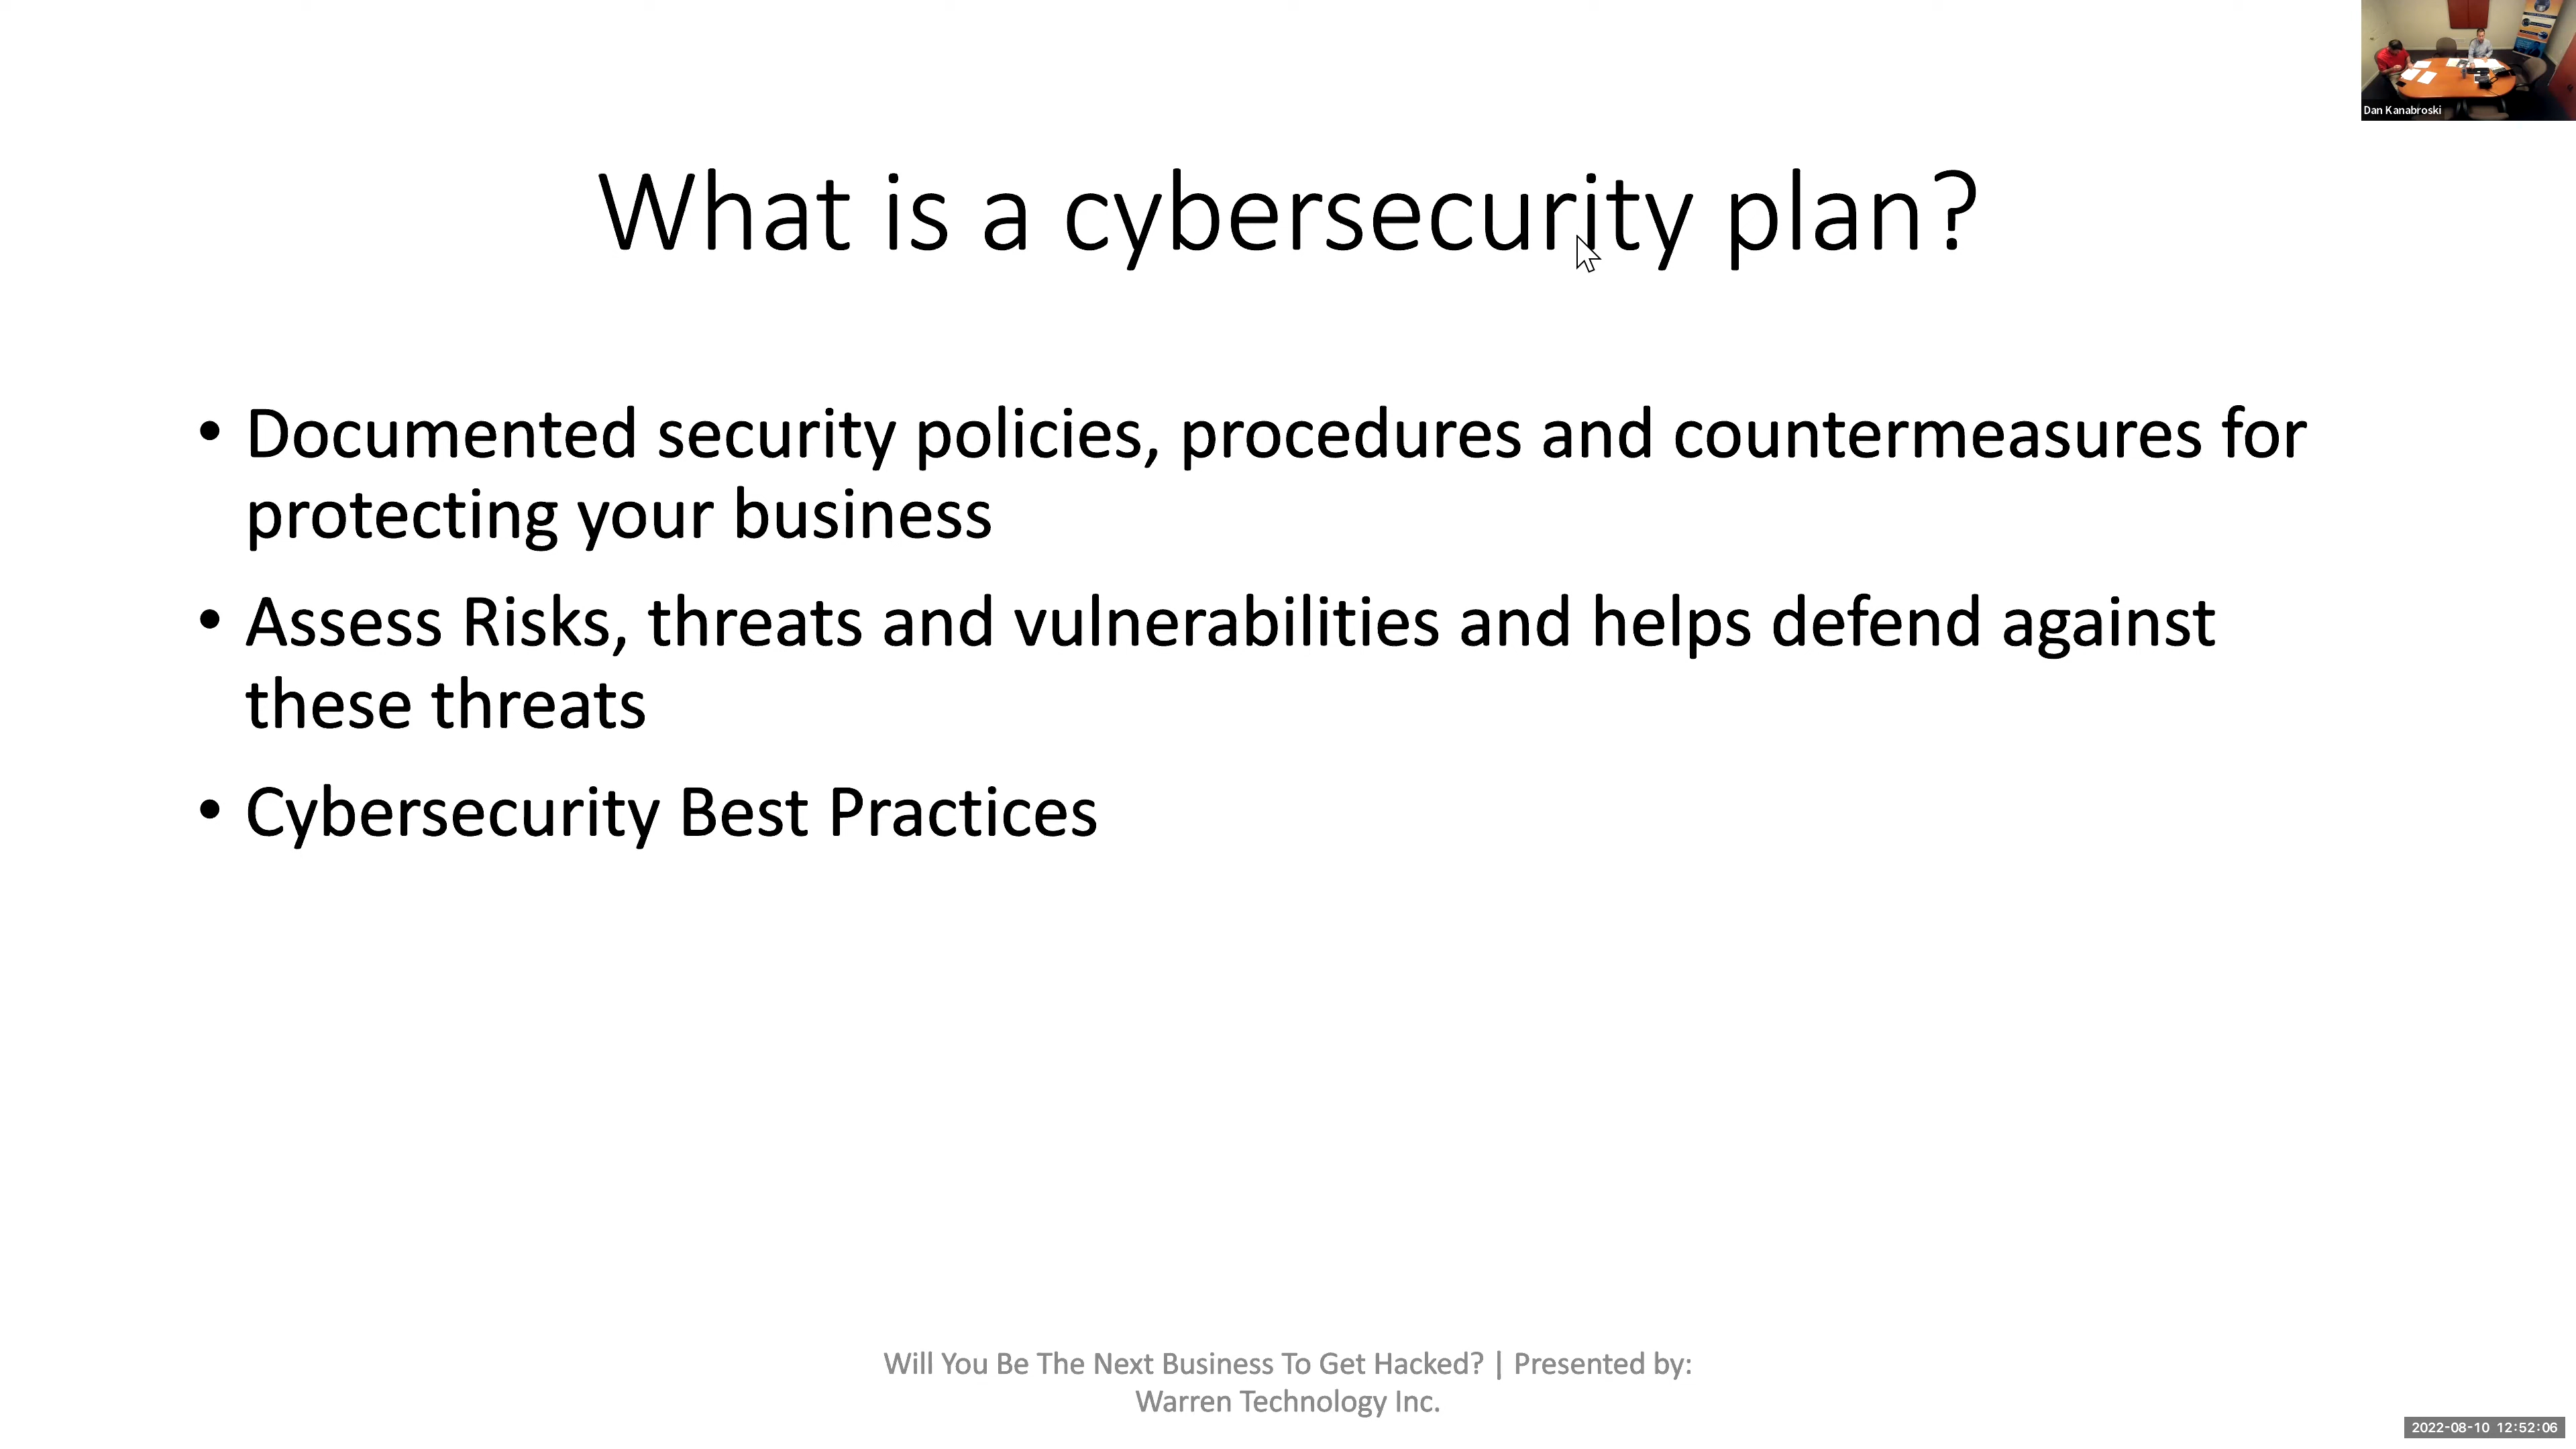 Dan Kanabroski
What is a cybersecurity plan?
• Documented security policies, procedures and countermeasures for
protecting your business
• Assess Risks, threats and vulnerabilities and helps defend against
these threats
• Cybersecurity Best Practices
Will You Be The Next Business To Get Hacked? | Presented by:
Warren Technology Inc.
2022-08-10 12:52:06